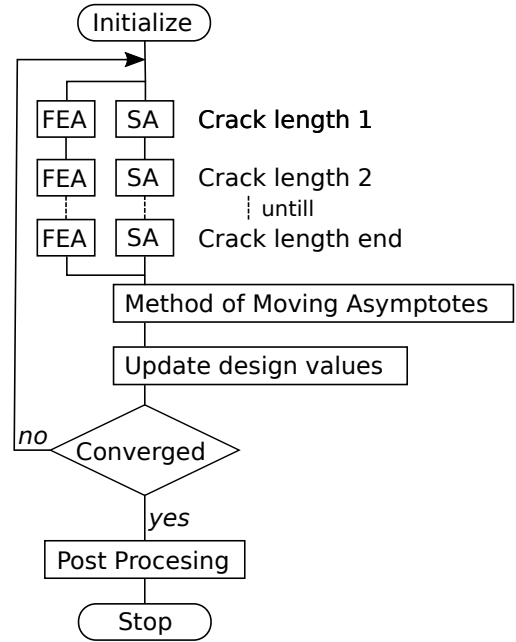 Initialize
FEA SA Crack length 1
FEA SA Crack length 2
untill
FEA SA Crack length end
Method of Moving Asymptotes
Update design values
no
Converged
yes
Post Procesing
Stop